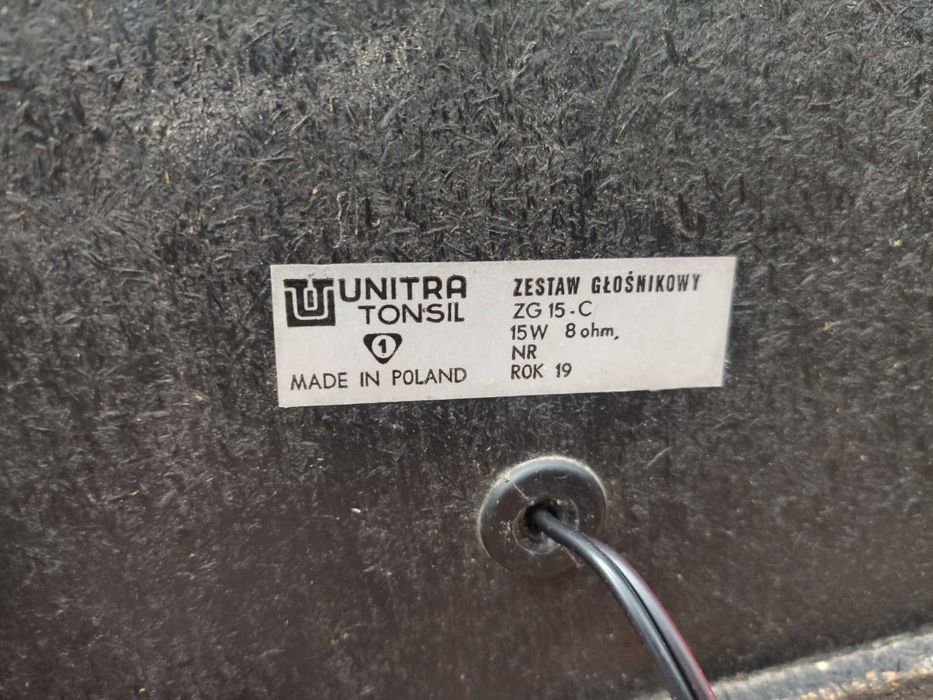 UNITRA
TONSIL
1
MADE IN POLAND
ZESTAW GŁOŚNIKOWY
ZG 15-C
15W 8 ohm,
NR
ROK 19